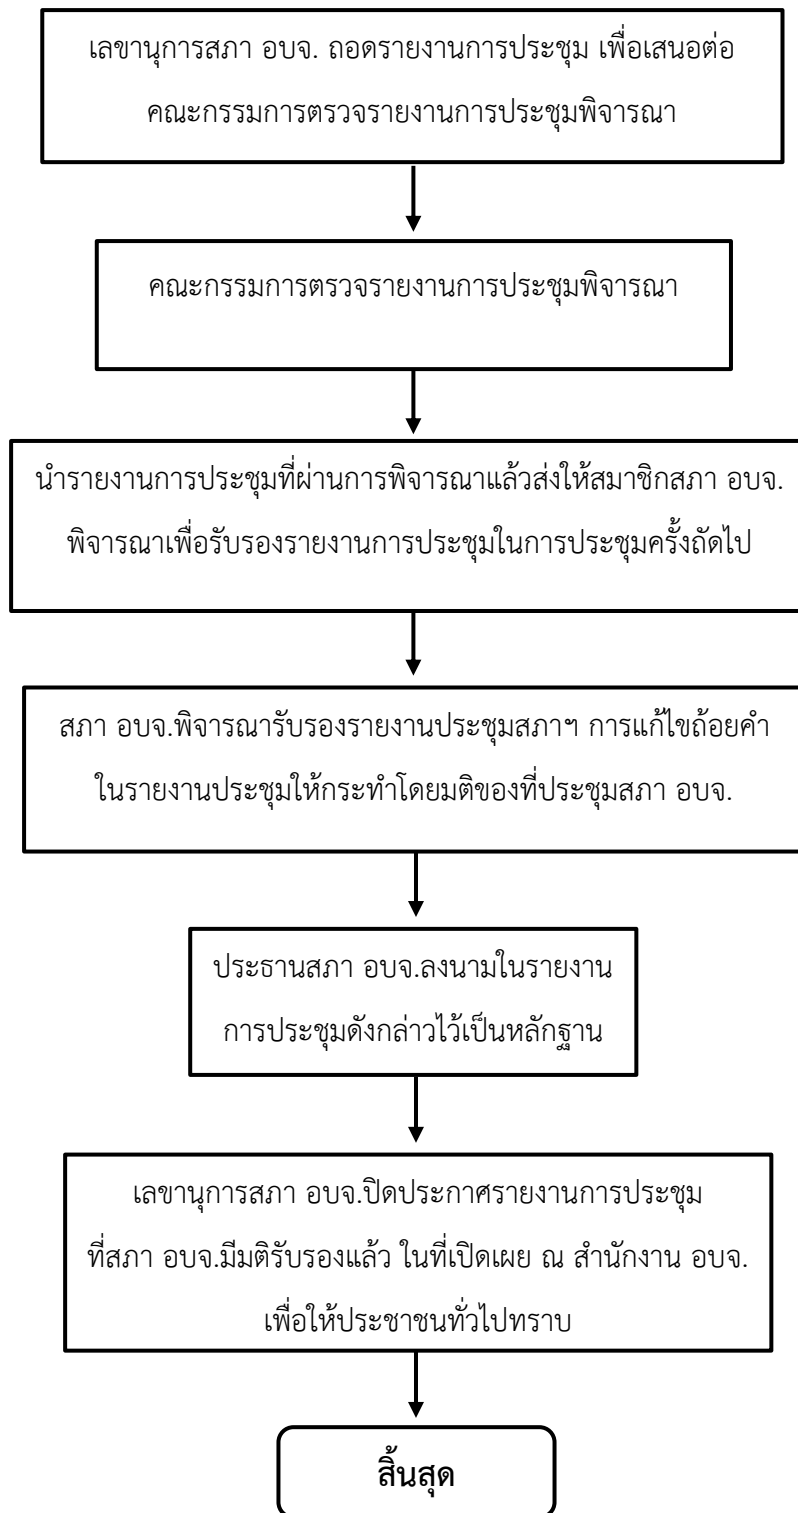 เลขานุการสภา อบจ. ถอดรายงานการประชุม เพื่อเสนอต่อ
คณะกรรมการตรวจรายงานการประชุมพิจารณา
คณะกรรมการตรวจรายงานการประชุมพิจารณา
นำรายงานการประชุมที่ผ่านการพิจารณาแล้วส่งให้สมาชิกสภา อบจ.
พิจารณาเพื่อรับรองรายงานการประชุมในการประชุมครั้งถัดไป
สภา อบจ.พิจารณารับรองรายงานประชุมสภาฯ การแก้ไขถ้อยคำ
ในรายงานประชุมให้กระทำโดยมติของที่ประชุมสภา อบจ.
ประธานสภา อบจ.ลงนามในรายงาน
การประชุมดังกล่าวไว้เป็นหลักฐาน
เลขานุการสภา อบจ.ปิดประกาศรายงานการประชุม
ที่สภา อบจ.มีมติรับรองแล้ว ในที่เปิดเผย ณ สำนักงาน อบจ.
เพื่อให้ประชาชนทั่วไปทราบ
สิ้นสุด